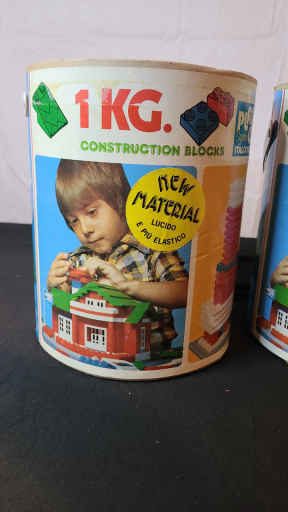 1 KG.
CONSTRUCTION BLOCKS
NEW
MATERIAL
LUCIDO
E PIÙ ELASTICO